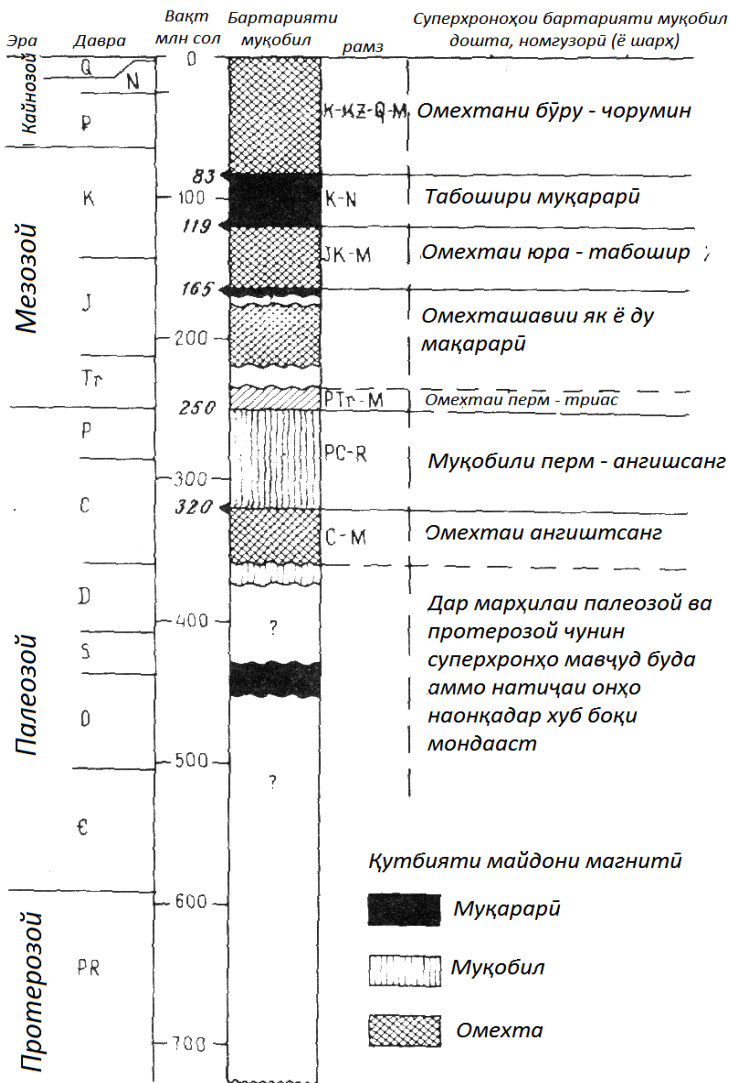 Эра
Давра
Вақт
млн сол
Бартарияти
муқобил
рамз
Суперхроноҳои бартарияти муқобил
дошта, номгузорӣ (ё шарҳ)
Кайнозой
Мезозой
Палеозой
Протерозой
Q
N
P
K
J
Tr
P
C
D
S
O
Є
PR
0
83
100
119
165
200
250
300
320
400
500
600
700
?
?
K-KZ-Q-M
K-N
JK-M
PTr-M
PC-R
C-M
Омехтани бӯру - чорумин
Табошири муқарарӣ
Омехтаи юра - табошир
Омехташавии як ё ду
мақарарӣ
Омехтаи перм - триас
Муқобили перм - ангишсанг
Омехтаи ангиштсанг
Дар марҳилаи палеозой ва
протерозой чунин
суперхронҳо мавҷуд буда
аммо натиҷаи онҳо
наонқадар хуб боқи
мондааст
Қутбияти майдони магнитӣ
Муқарарӣ
Муқобил
Омехта